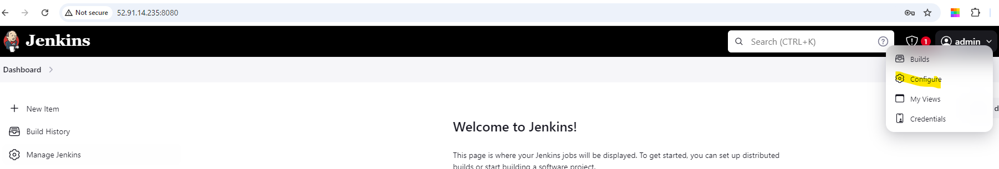 Not secure 52.91.14.235:8080
Jenkins
Search (CTRL+K)
1
admin
Builds
Dashboard
Configure
My Views
New Item
Credentials
Build History
Welcome to Jenkins!
Manage Jenkins
This page is where your Jenkins jobs will be displayed. To get started, you can set up distributed
builds or start building a software project.